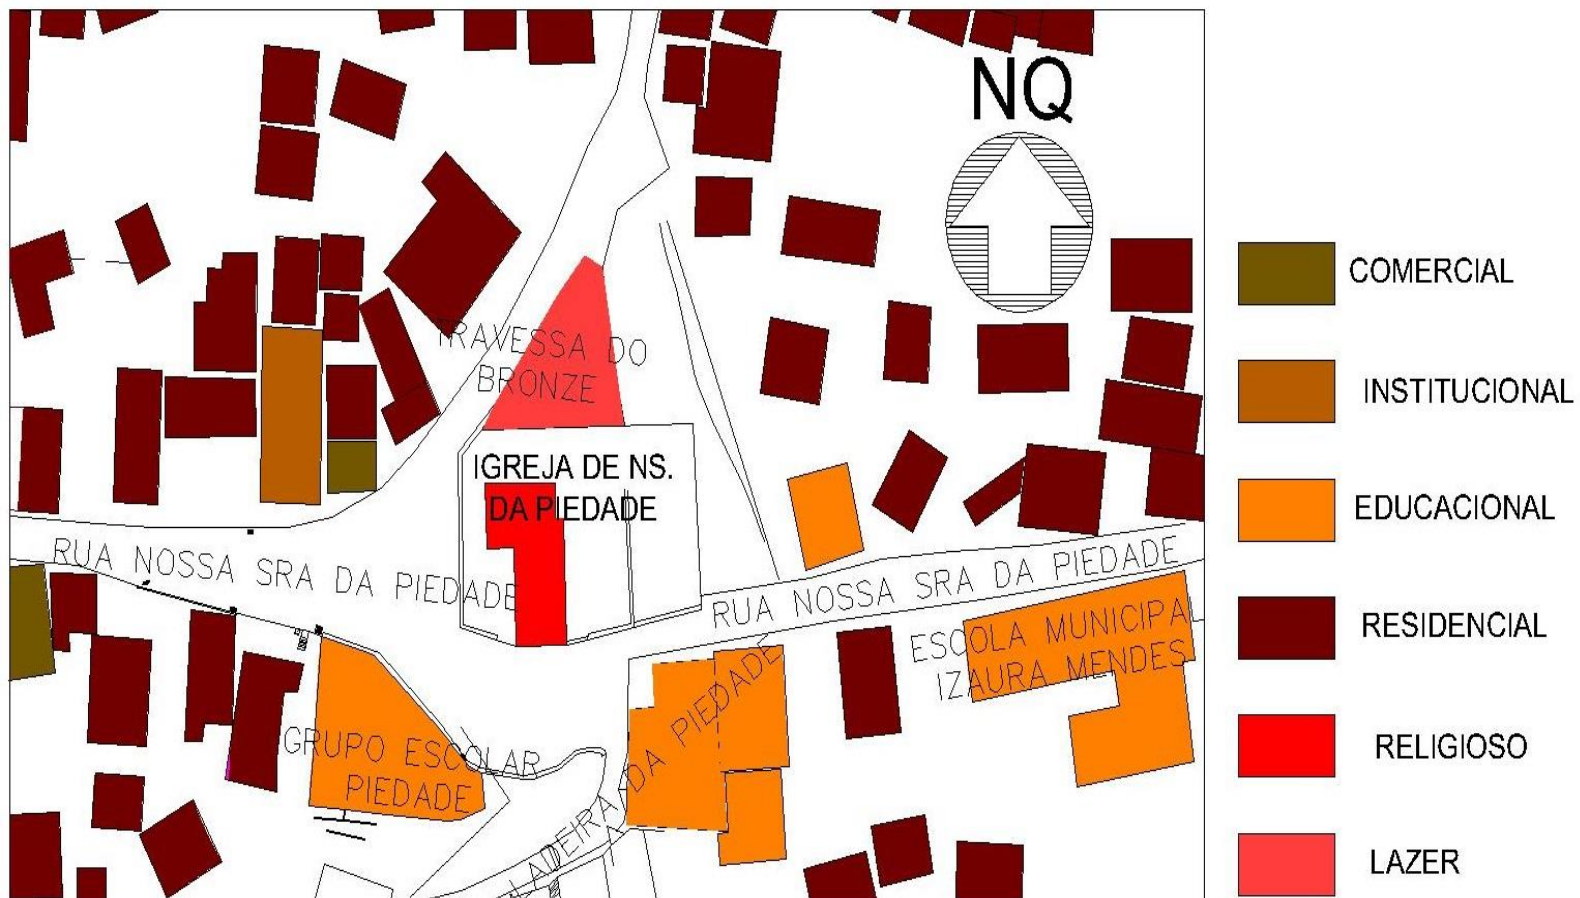 NQ
TRAVESSA DO
BRONZE
IGREJA DE NS.
DA PIEDADE
RUA NOSSA SRA DA PIEDADE
RUA NOSSA SRA DA PIEDADE
ESCOLA MUNICIPAL
IZAURA MENDES
GRUPO ESCOLAR
PIEDADE
LADEIRA DA PIEDADE
COMERCIAL
INSTITUCIONAL
EDUCACIONAL
RESIDENCIAL
RELIGIOSO
LAZER